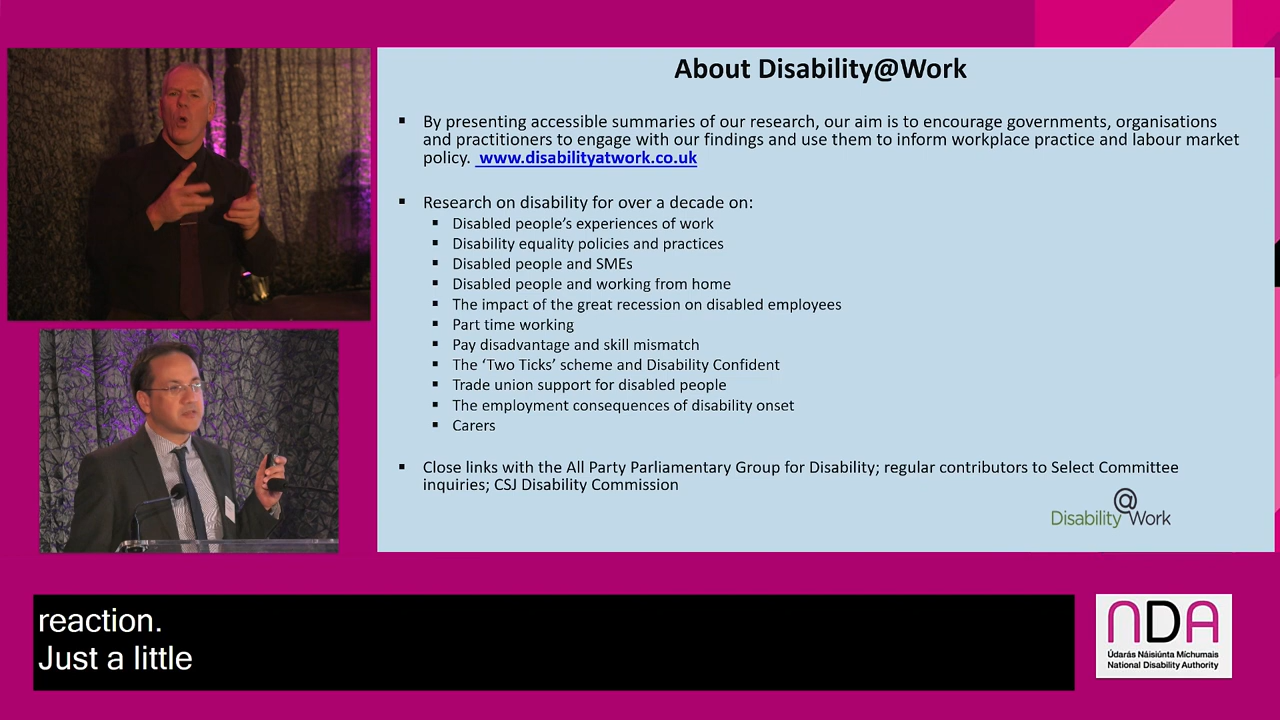 About Disability@Work
▪ By presenting accessible summaries of our research, our aim is to encourage governments, organisations
and practitioners to engage with our findings and use them to inform workplace practice and labour market
policy. www.disabilityatwork.co.uk
▪ Research on disability for over a decade on:
▪ Disabled people's experiences of work
▪ Disability equality policies and practices
▪ Disabled people and SMEs
▪ Disabled people and working from home
▪ The impact of the great recession on disabled employees
▪ Part time working
▪ Pay disadvantage and skill mismatch
▪ The ‘Two Ticks’ scheme and Disability Confident
▪ Trade union support for disabled people
▪ The employment consequences of disability onset
▪ Carers
▪ Close links with the All Party Parliamentary Group for Disability; regular contributors to Select Committee
inquiries; CSJ Disability Commission
Disability@Work
reaction.
Just a little
NDA
Údarás Náisiúnta Míchumais
National Disability Authority